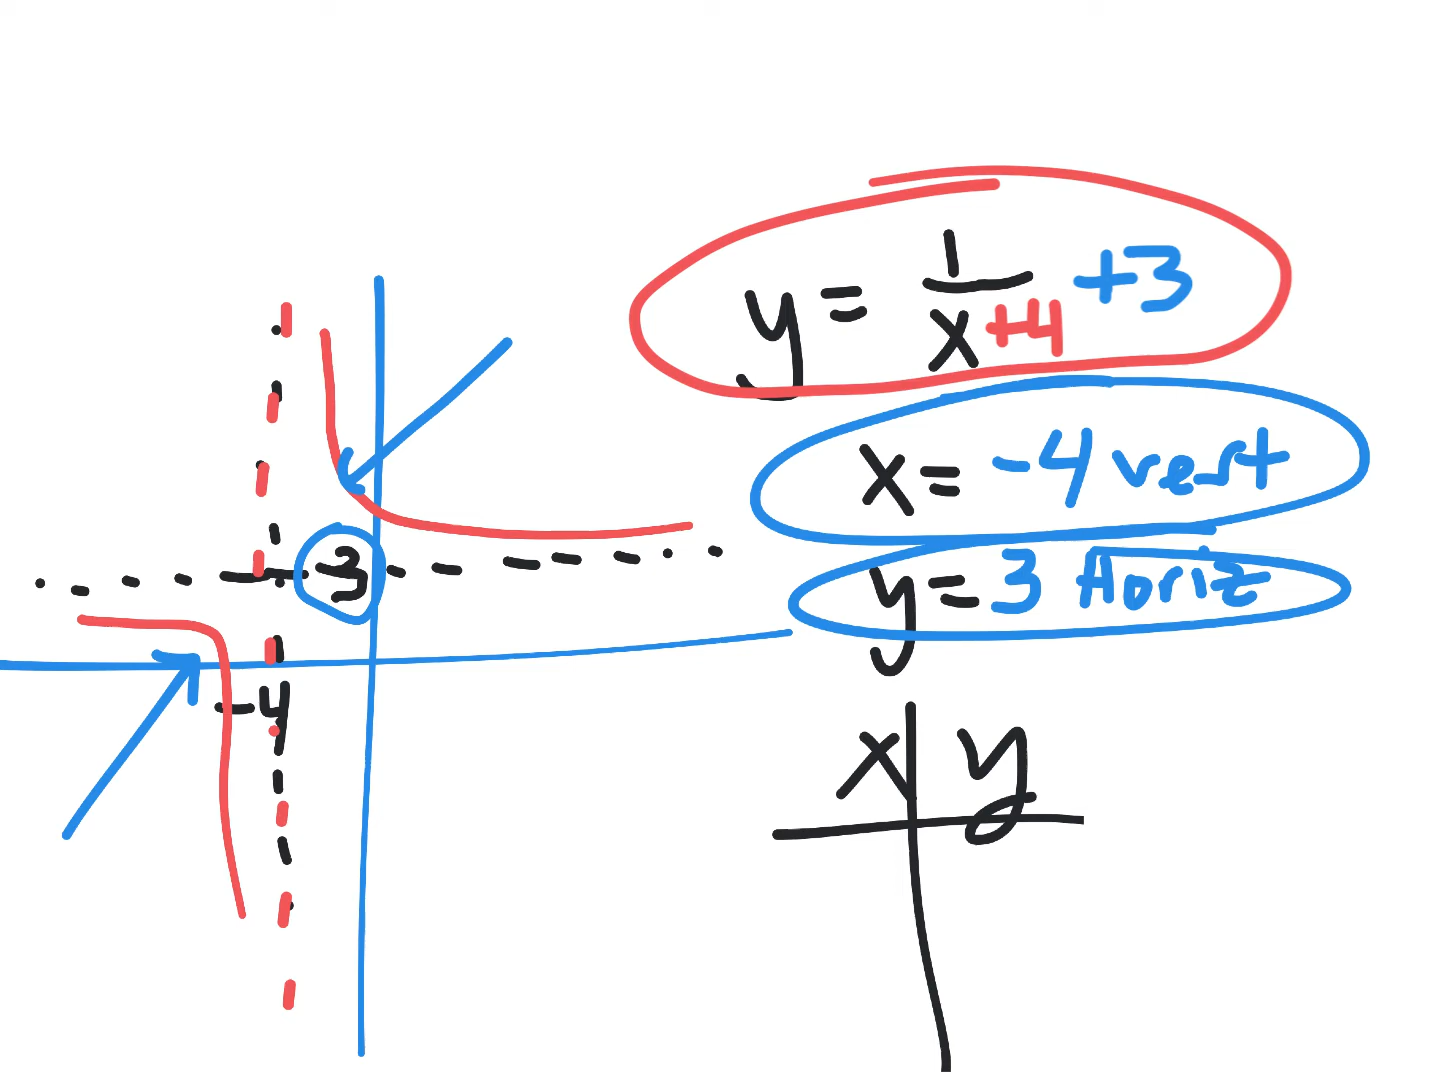 y = 1/x+4 +3
x = -4 vert
3
y = 3 Horiz
-4
x y